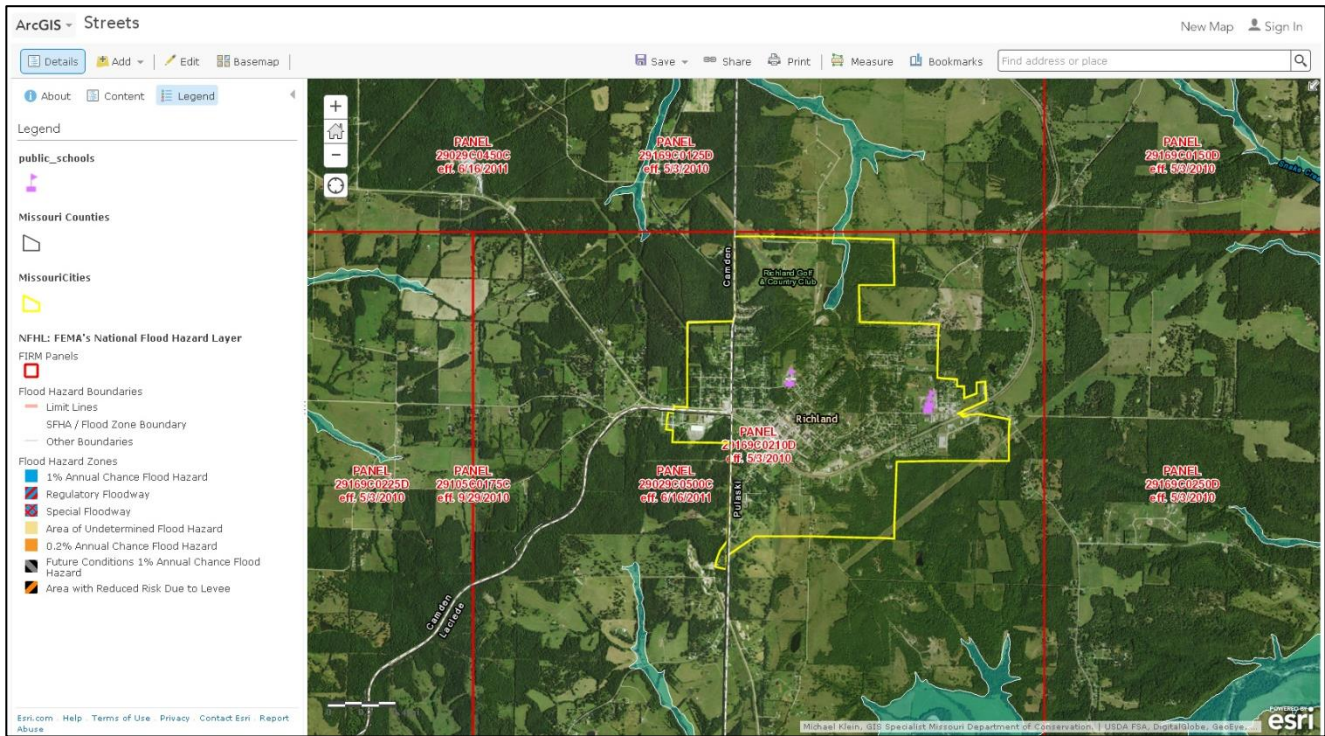 ArcGIS Streets
New Map Sign In
Details Add Edit Basemap Save Share Print Measure Bookmarks Find address or place
About Content Legend
Legend
public_schools
Missouri Counties
MissouriCities
NFHL: FEMA's National Flood Hazard Layer
FIRM Panels
Flood Hazard Boundaries
Limit Lines
SFHA / Flood Zone Boundary
Other Boundaries
Flood Hazard Zones
1% Annual Chance Flood Hazard
Regulatory Floodway
Special Floodway
Area of Undetermined Flood Hazard
0.2% Annual Chance Flood Hazard
Future Conditions 1% Annual Chance Flood
Hazard
Area with Reduced Risk Due to Levee
Esri.com Help Terms of Use Privacy Contact Esri Report
Abuse
PANEL
29029C0450C
eff. 6/16/2011
PANEL
29169C0125D
eff. 5/3/2010
PANEL
29169C0150D
eff. 5/3/2010
Camden
Richland Golf
& Country Club
Richland
PANEL
29169C0210D
eff. 5/3/2010
PANEL
29169C0225D
eff. 5/3/2010
PANEL
29105C0175C
eff. 9/29/2010
PANEL
29029C0500C
eff. 6/16/2011
Pulaski
PANEL
29169C0250D
eff. 5/3/2010
Camden
Laclede
Michael Klein, GIS Specialist Missouri Department of Conservation. | USDA FSA, DigitalGlobe, GeoEye,...
POWERED BY
esri